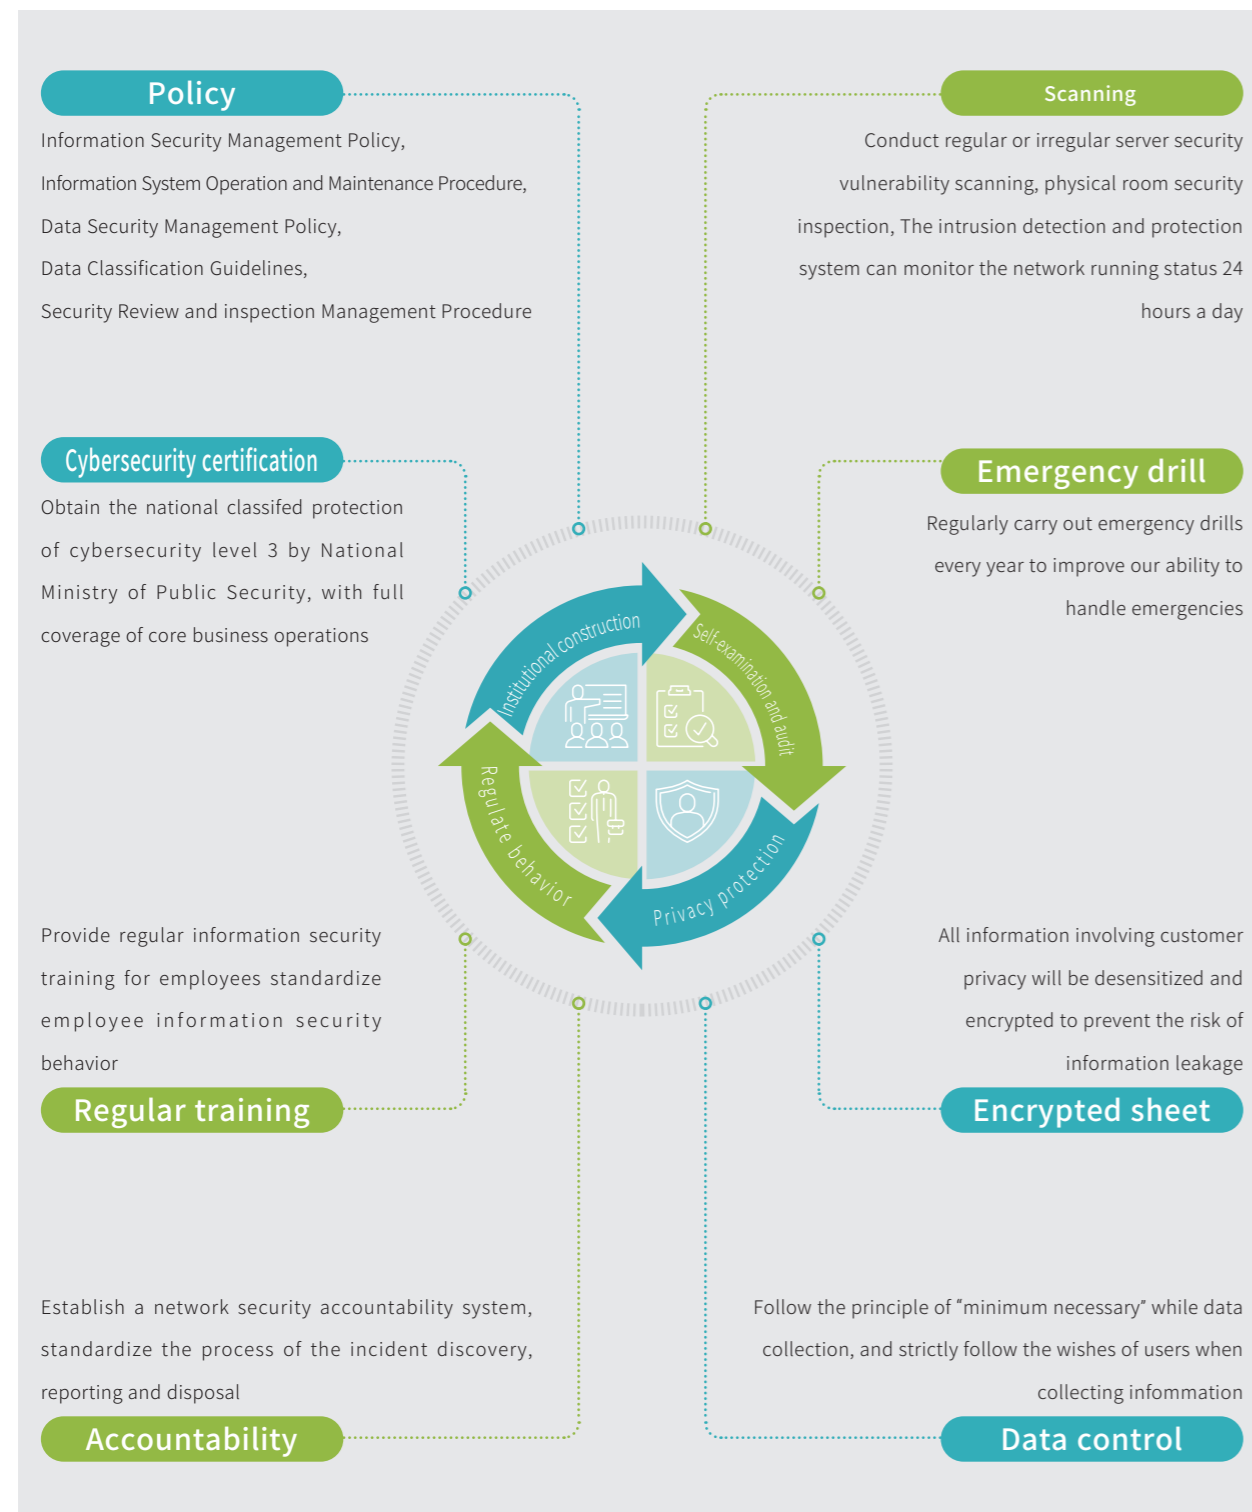 Policy
Information Security Management Policy,
Information System Operation and Maintenance Procedure,
Data Security Management Policy,
Data Classification Guidelines,
Security Review and inspection Management Procedure
Scanning
Conduct regular or irregular server security
vulnerability scanning, physical room security
inspection, The intrusion detection and protection
system can monitor the network running status 24
hours a day
Cybersecurity certification
Obtain the national classifed protection
of cybersecurity level 3 by National
Ministry of Public Security, with full
coverage of core business operations
Emergency drill
Regularly carry out emergency drills
every year to improve our ability to
handle emergencies
Institutional construction
Self-examination and audit
Regulate behavior
Privacy protection
Provide regular information security
training for employees standardize
employee information security
behavior
Regular training
All information involving customer
privacy will be desensitized and
encrypted to prevent the risk of
information leakage
Encrypted sheet
Establish a network security accountability system,
standardize the process of the incident discovery,
reporting and disposal
Accountability
Follow the principle of “minimum necessary” while data
collection, and strictly follow the wishes of users when
collecting infommation
Data control